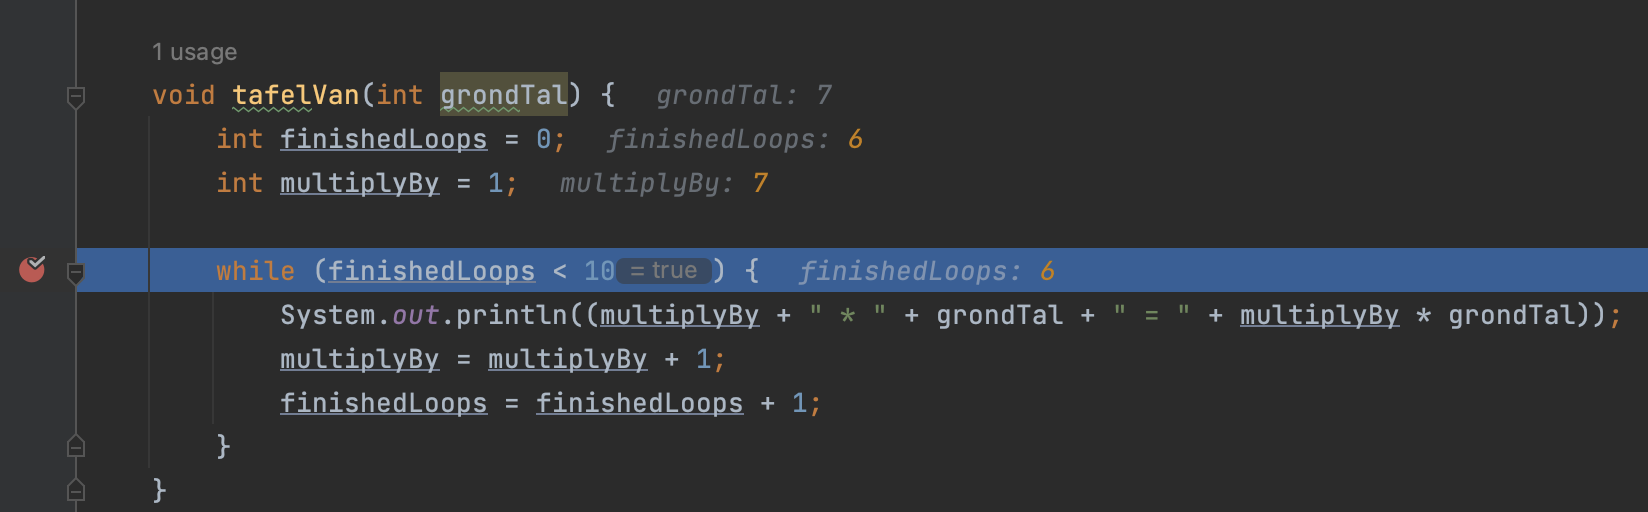 1 usage
void tafelVan(int grondTal) {   grondTal: 7
    int finishedLoops = 0;   finishedLoops: 6
    int multiplyBy = 1;   multiplyBy: 7
    while (finishedLoops < 10 = true ) {   finishedLoops: 6
        System.out.println((multiplyBy + " * " + grondTal + " = " + multiplyBy * grondTal));
        multiplyBy = multiplyBy + 1;
        finishedLoops = finishedLoops + 1;
    }
}